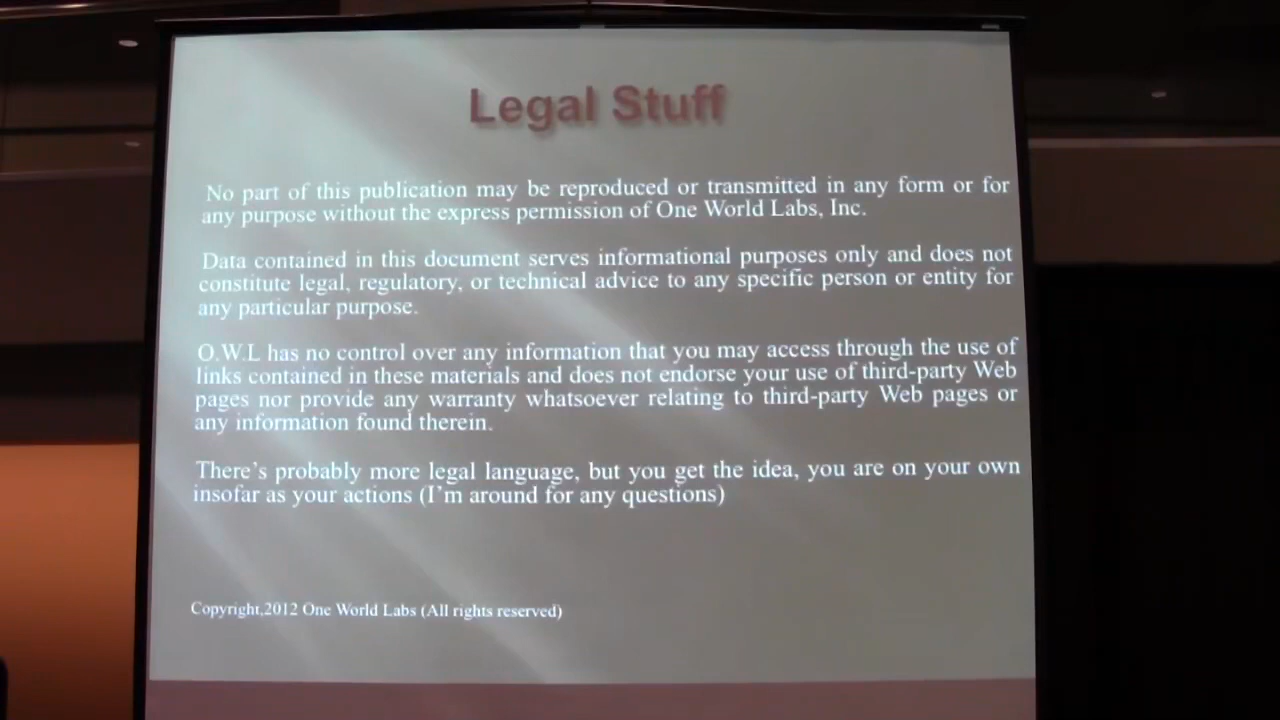 Legal Stuff
No part of this publication may be reproduced or transmitted in any form or for
any purpose without the express permission of One World Labs, Inc.
Data contained in this document serves informational purposes only and does not
constitute legal, regulatory, or technical advice to any specific person or entity for
any particular purpose.
O.W.L has no control over any information that you may access through the use of
links contained in these materials and does not endorse your use of third-party Web
pages nor provide any warranty whatsoever relating to third-party Web pages or
any information found therein.
There's probably more legal language, but you get the idea, you are on your own
insofar as your actions (I'm around for any questions)
Copyright,2012 One World Labs (All rights reserved)